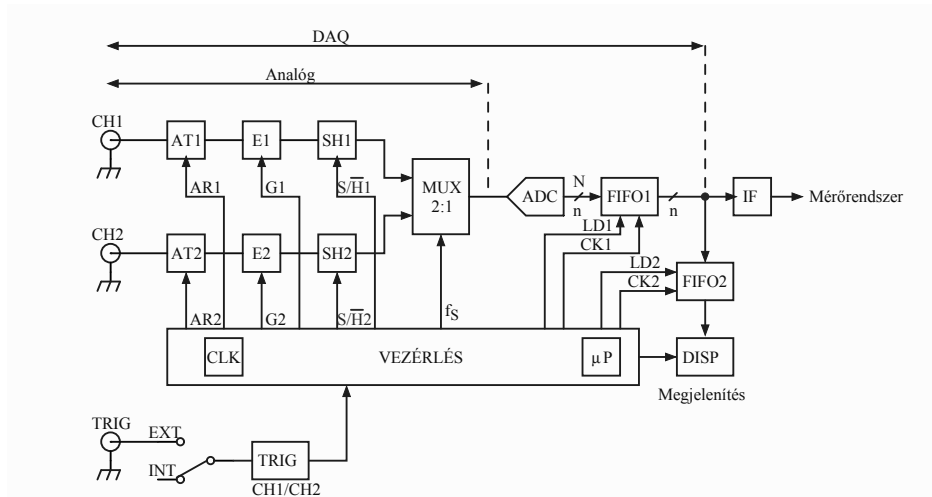 DAQ
Analóg
CH1
AT1
E1
SH1
MUX
2:1
ADC
N
n
FIFO1
n
IF
Mérőrendszer
AR1
G1
S/H̅1
LD1
CK1
CH2
AT2
E2
SH2
LD2
CK2
FIFO2
AR2
G2
S/H̅2
fS
CLK
VEZÉRLÉS
μP
DISP
Megjelenítés
TRIG
EXT
INT
TRIG
CH1/CH2